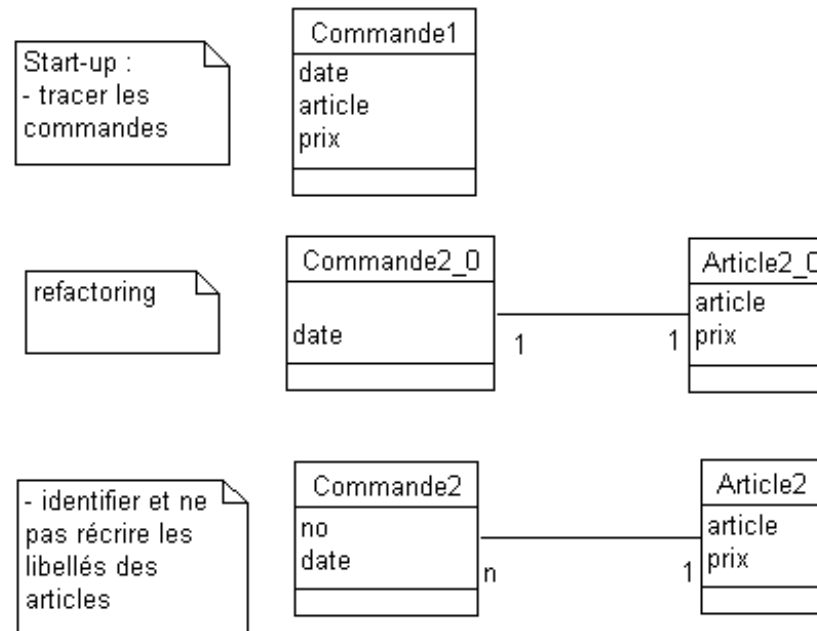 Start-up :
- tracer les
commandes
Commande1
date
article
prix
refactoring
Commande2_0
date
1
1
Article2_0
article
prix
- identifier et ne
pas récrire les
libellés des
articles
Commande2
no
date
n
1
Article2
article
prix